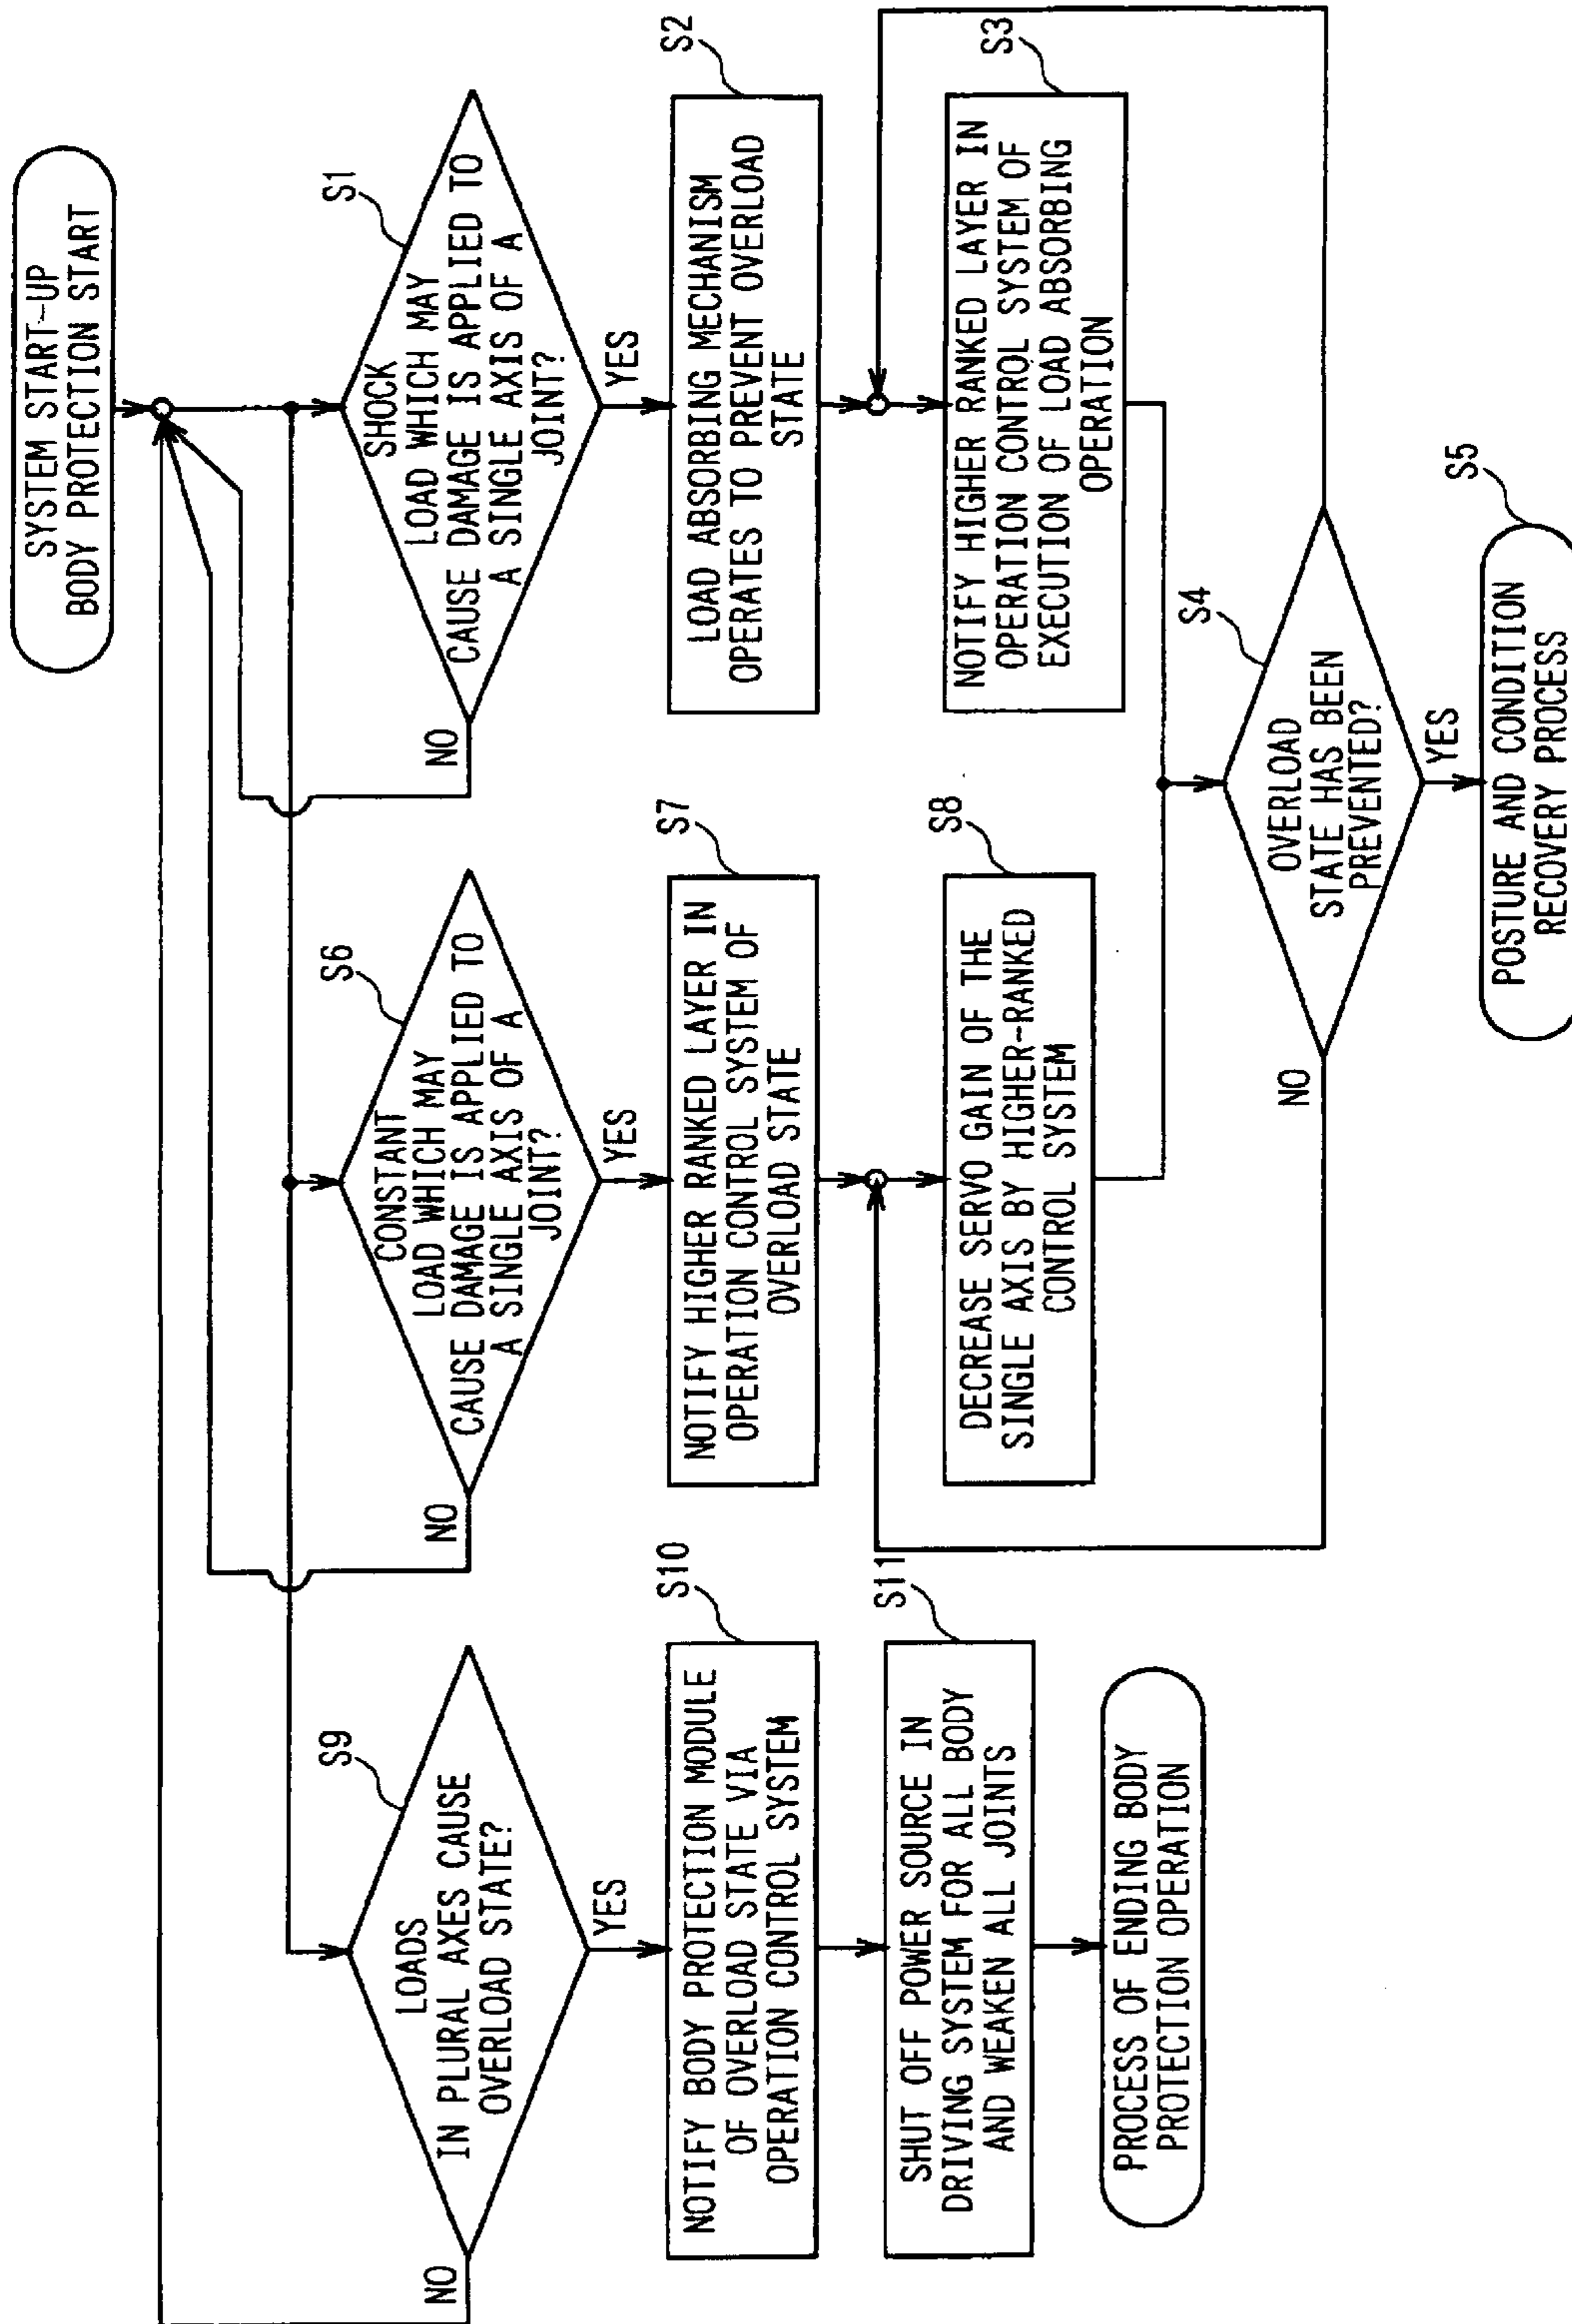 SYSTEM START-UP
BODY PROTECTION START
S1
SHOCK
LOAD WHICH MAY
CAUSE DAMAGE IS APPLIED TO
A SINGLE AXIS OF A
JOINT?
NO
YES
S2
LOAD ABSORBING MECHANISM
OPERATES TO PREVENT OVERLOAD
STATE
S3
NOTIFY HIGHER RANKED LAYER IN
OPERATION CONTROL SYSTEM OF
EXECUTION OF LOAD ABSORBING
OPERATION
S4
OVERLOAD
STATE HAS BEEN
PREVENTED?
NO
YES
S5
POSTURE AND CONDITION
RECOVERY PROCESS
S6
CONSTANT
LOAD WHICH MAY
CAUSE DAMAGE IS APPLIED TO
A SINGLE AXIS OF A
JOINT?
NO
YES
S7
NOTIFY HIGHER RANKED LAYER IN
OPERATION CONTROL SYSTEM OF
OVERLOAD STATE
S8
DECREASE SERVO GAIN OF THE
SINGLE AXIS BY HIGHER-RANKED
CONTROL SYSTEM
S9
LOADS
IN PLURAL AXES CAUSE
OVERLOAD STATE?
NO
YES
S10
NOTIFY BODY PROTECTION MODULE
OF OVERLOAD STATE VIA
OPERATION CONTROL SYSTEM
S11
SHUT OFF POWER SOURCE IN
DRIVING SYSTEM FOR ALL BODY
AND WEAKEN ALL JOINTS
PROCESS OF ENDING BODY
PROTECTION OPERATION